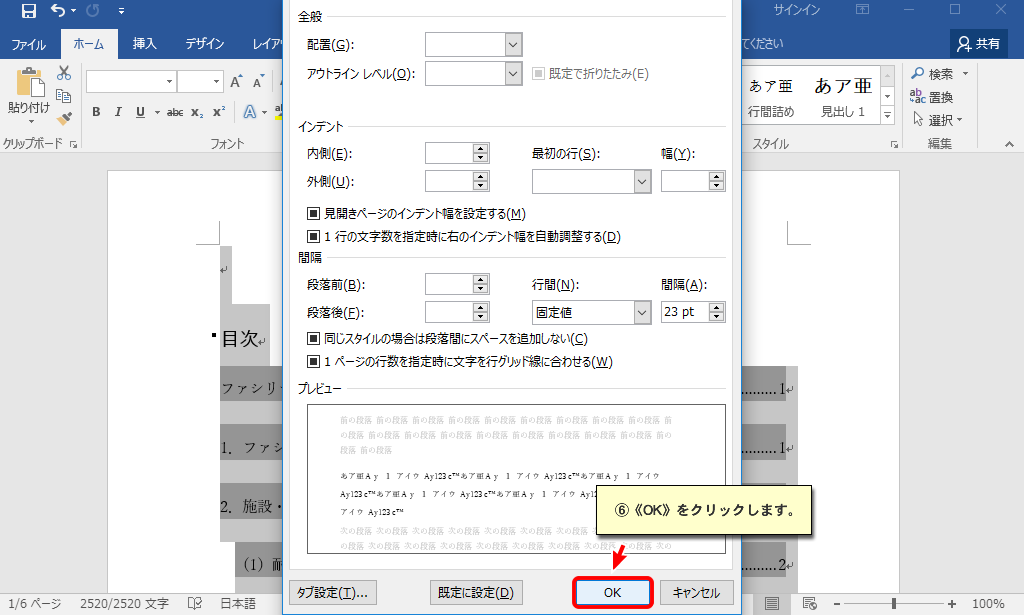 サインイン
ファイル ホーム 挿入 デザイン レイア てください 共有
貼り付け
クリップボード
B I U abc x₂ x² A
A A
フォント
あア亜 あア亜
行間詰め 見出し 1
スタイル
検索
置換
選択
編集
全般
配置(G):
アウトライン レベル(O): 既定で折りたたみ(E)
インデント
内側(E): 最初の行(S): 幅(Y):
外側(U):
見開きページのインデント幅を設定する(M)
1 行の文字数を指定時に右のインデント幅を自動調整する(D)
間隔
段落前(B): 行間(N): 間隔(A):
段落後(F): 固定値 23 pt
同じスタイルの場合は段落間にスペースを追加しない(C)
1 ページの行数を指定時に文字を行グリッド線に合わせる(W)
プレビュー
前の段落 前の段落 前の段落 前の段落 前の段落 前の段落 前の段落 前の段落 前の段落 前
の段落 前の段落 前の段落 前の段落 前の段落 前の段落 前の段落 前の段落 前の段落 前の
段落 前の段落
あア亜Aｙ １ アイウ Ay123 c™あア亜Aｙ １ アイウ Ay123 c™あア亜Aｙ １ アイウ
Ay123 c™あア亜Aｙ １ アイウ Ay123 c™あア亜Aｙ １ アイウ Ay12
アイウ Ay123 c™
次の段落 次の段落 次の段落 次の段落 次の段落 次の段落 次の段落 次の段落
の段落 次の段落 次の段落 次の段落 次の段落 次の段落 次の段落 次の段落 次の段落 次の
⑥《OK》をクリックします。
タブ設定(T)... 既定に設定(D) OK キャンセル
目次
ファシリ ..........1
1. ファシ ..........1
2. 施設・
(1) 耐 ..........2
1/6 ページ 2520/2520 文字 日本語 100%